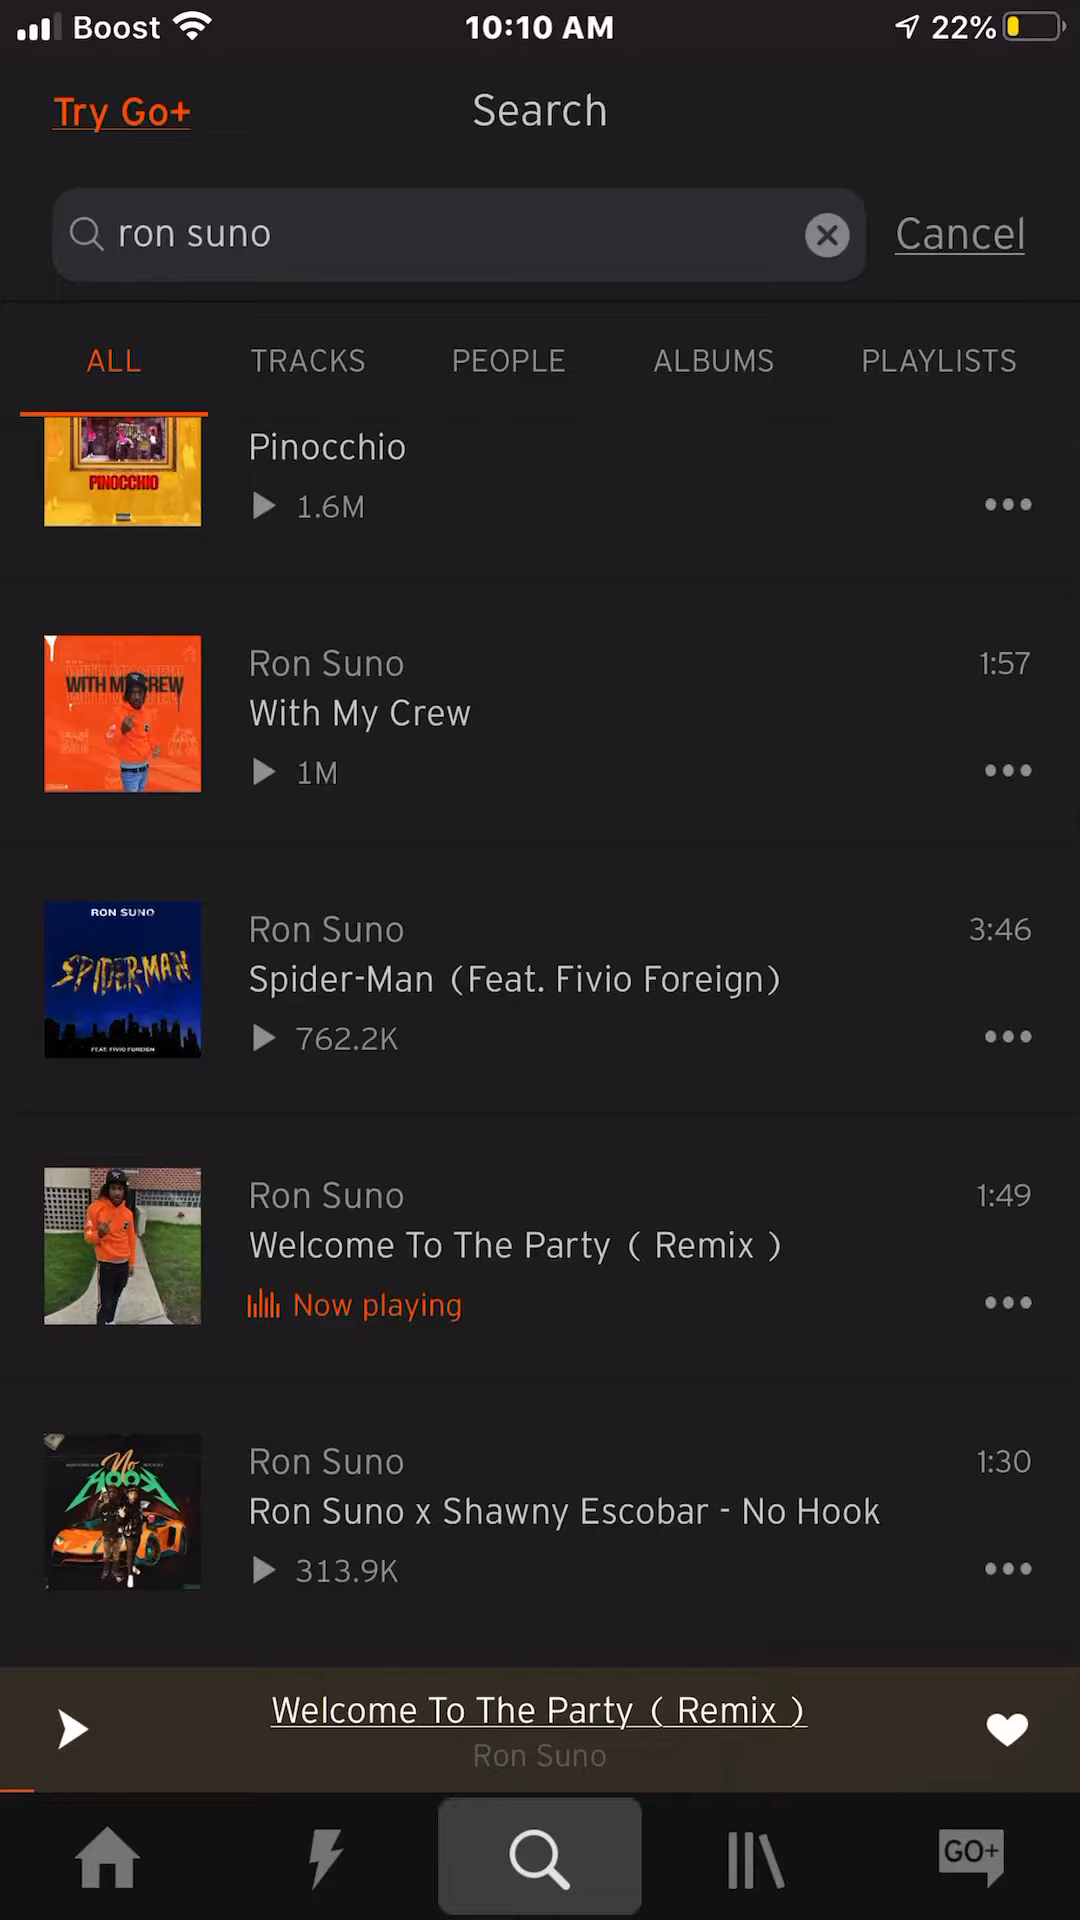 Boost
10:10 AM
22%
Try Go+
Search
ron suno
Cancel
ALL
TRACKS
PEOPLE
ALBUMS
PLAYLISTS
PINOCCHIO
Pinocchio
1.6M
WITH MY CREW
Ron Suno
1:57
With My Crew
1M
RON SUNO
SPIDER-MAN
FEAT. FIVIO FOREIGN
Ron Suno
3:46
Spider-Man (Feat. Fivio Foreign)
762.2K
Ron Suno
1:49
Welcome To The Party ( Remix )
Now playing
No
HOOK
Ron Suno
1:30
Ron Suno x Shawny Escobar - No Hook
313.9K
Welcome To The Party ( Remix )
Ron Suno
GO+